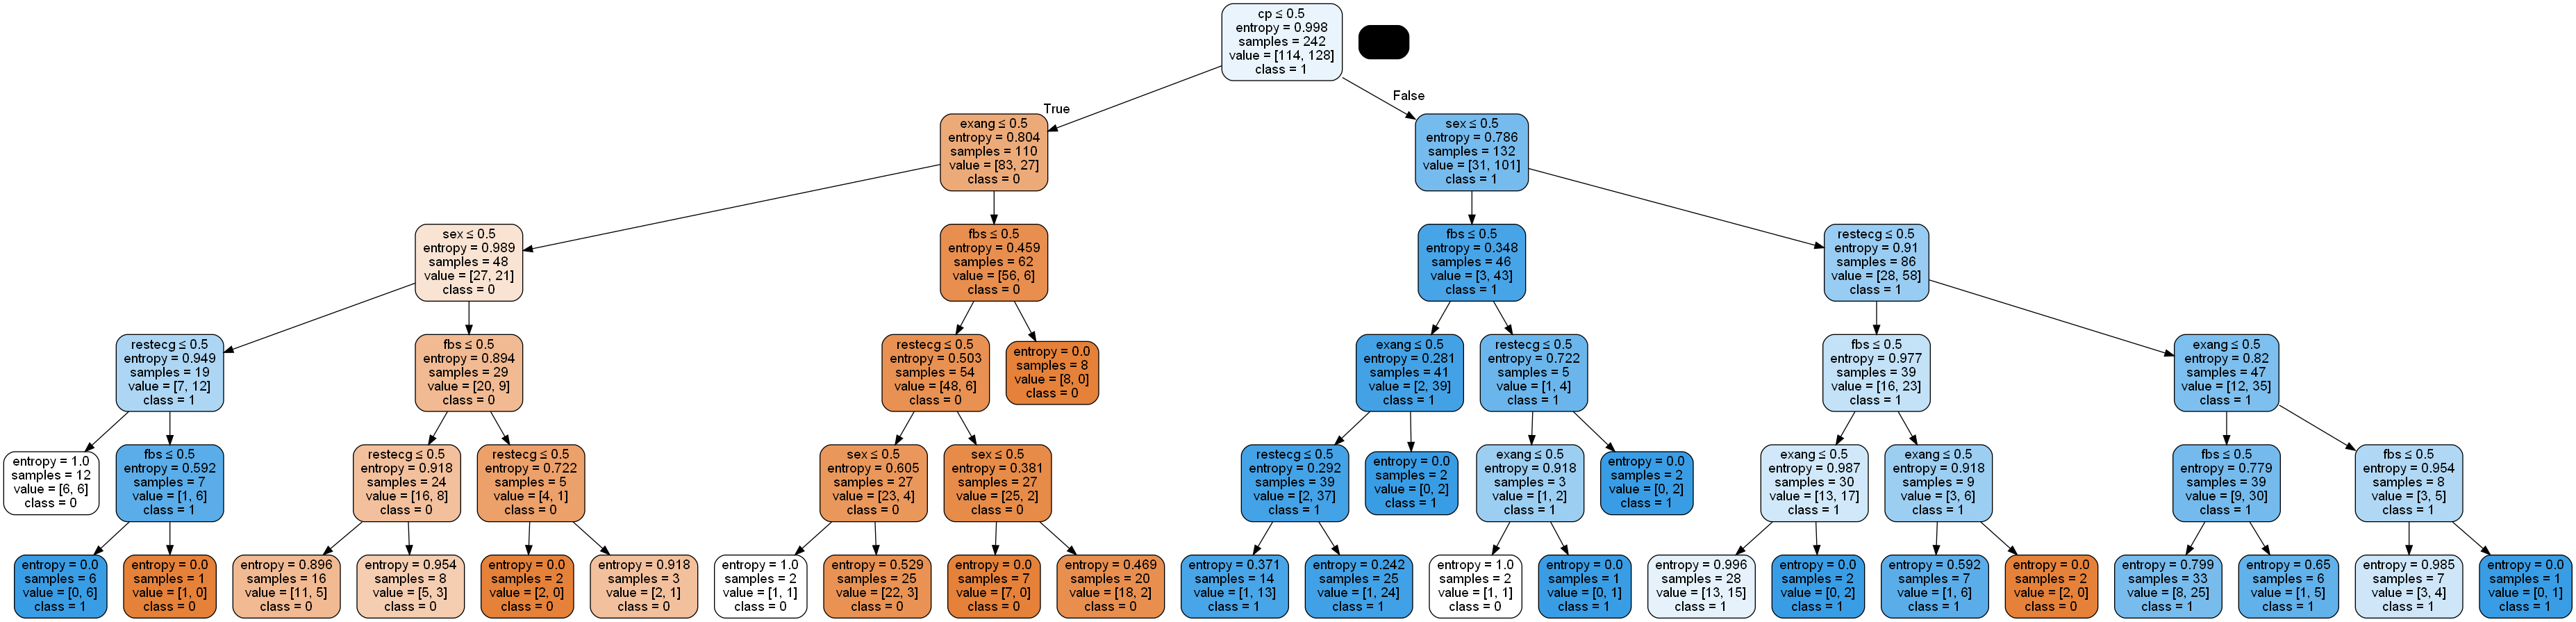 cp ≤ 0.5
entropy = 0.998
samples = 242
value = [114, 128]
class = 1
True
False
exang ≤ 0.5
entropy = 0.804
samples = 110
value = [83, 27]
class = 0
sex ≤ 0.5
entropy = 0.786
samples = 132
value = [31, 101]
class = 1
sex ≤ 0.5
entropy = 0.989
samples = 48
value = [27, 21]
class = 0
fbs ≤ 0.5
entropy = 0.459
samples = 62
value = [56, 6]
class = 0
fbs ≤ 0.5
entropy = 0.348
samples = 46
value = [3, 43]
class = 1
restecg ≤ 0.5
entropy = 0.91
samples = 86
value = [28, 58]
class = 1
restecg ≤ 0.5
entropy = 0.949
samples = 19
value = [7, 12]
class = 1
fbs ≤ 0.5
entropy = 0.894
samples = 29
value = [20, 9]
class = 0
restecg ≤ 0.5
entropy = 0.503
samples = 54
value = [48, 6]
class = 0
entropy = 0.0
samples = 8
value = [8, 0]
class = 0
exang ≤ 0.5
entropy = 0.281
samples = 41
value = [2, 39]
class = 1
restecg ≤ 0.5
entropy = 0.722
samples = 5
value = [1, 4]
class = 1
fbs ≤ 0.5
entropy = 0.977
samples = 39
value = [16, 23]
class = 1
exang ≤ 0.5
entropy = 0.82
samples = 47
value = [12, 35]
class = 1
entropy = 1.0
samples = 12
value = [6, 6]
class = 0
fbs ≤ 0.5
entropy = 0.592
samples = 7
value = [1, 6]
class = 1
restecg ≤ 0.5
entropy = 0.918
samples = 24
value = [16, 8]
class = 0
restecg ≤ 0.5
entropy = 0.722
samples = 5
value = [4, 1]
class = 0
sex ≤ 0.5
entropy = 0.605
samples = 27
value = [23, 4]
class = 0
sex ≤ 0.5
entropy = 0.381
samples = 27
value = [25, 2]
class = 0
restecg ≤ 0.5
entropy = 0.292
samples = 39
value = [2, 37]
class = 1
entropy = 0.0
samples = 2
value = [0, 2]
class = 1
exang ≤ 0.5
entropy = 0.918
samples = 3
value = [1, 2]
class = 1
entropy = 0.0
samples = 2
value = [0, 2]
class = 1
exang ≤ 0.5
entropy = 0.987
samples = 30
value = [13, 17]
class = 1
exang ≤ 0.5
entropy = 0.918
samples = 9
value = [3, 6]
class = 1
fbs ≤ 0.5
entropy = 0.779
samples = 39
value = [9, 30]
class = 1
fbs ≤ 0.5
entropy = 0.954
samples = 8
value = [3, 5]
class = 1
entropy = 0.0
samples = 6
value = [0, 6]
class = 1
entropy = 0.0
samples = 1
value = [1, 0]
class = 0
entropy = 0.896
samples = 16
value = [11, 5]
class = 0
entropy = 0.954
samples = 8
value = [5, 3]
class = 0
entropy = 0.0
samples = 2
value = [2, 0]
class = 0
entropy = 0.918
samples = 3
value = [2, 1]
class = 0
entropy = 1.0
samples = 2
value = [1, 1]
class = 0
entropy = 0.529
samples = 25
value = [22, 3]
class = 0
entropy = 0.0
samples = 7
value = [7, 0]
class = 0
entropy = 0.469
samples = 20
value = [18, 2]
class = 0
entropy = 0.371
samples = 14
value = [1, 13]
class = 1
entropy = 0.242
samples = 25
value = [1, 24]
class = 1
entropy = 1.0
samples = 2
value = [1, 1]
class = 0
entropy = 0.0
samples = 1
value = [0, 1]
class = 1
entropy = 0.996
samples = 28
value = [13, 15]
class = 1
entropy = 0.0
samples = 2
value = [0, 2]
class = 1
entropy = 0.592
samples = 7
value = [1, 6]
class = 1
entropy = 0.0
samples = 2
value = [2, 0]
class = 0
entropy = 0.799
samples = 33
value = [8, 25]
class = 1
entropy = 0.65
samples = 6
value = [1, 5]
class = 1
entropy = 0.985
samples = 7
value = [3, 4]
class = 1
entropy = 0.0
samples = 1
value = [0, 1]
class = 1